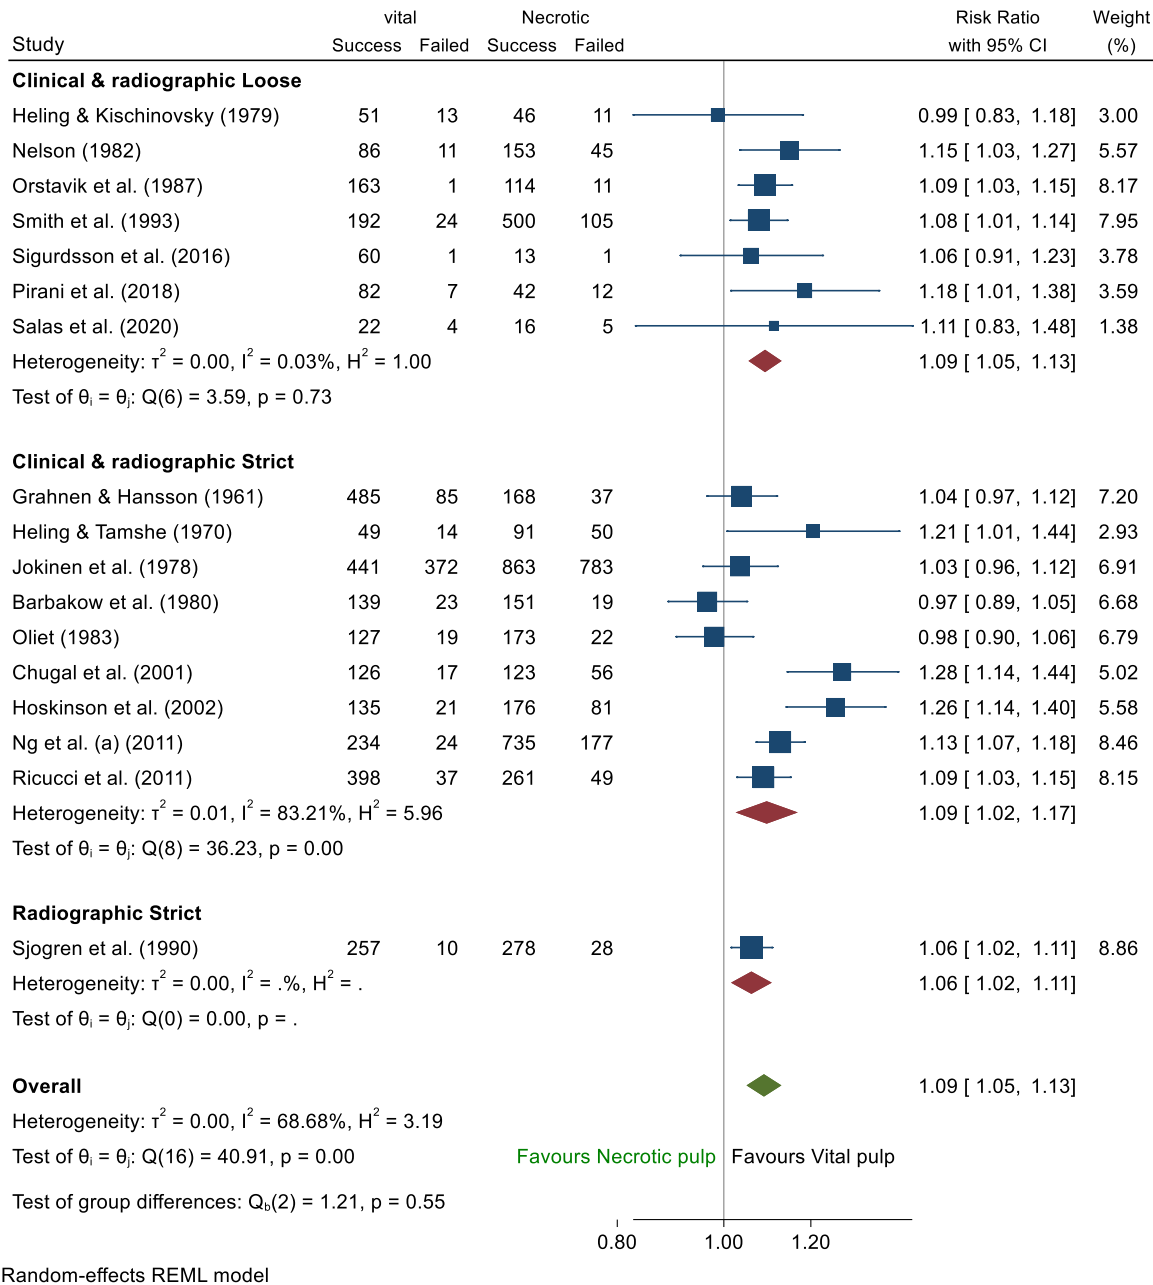 vital Necrotic Risk Ratio Weight
Study Success Failed Success Failed with 95% CI (%)
Clinical & radiographic Loose
Heling & Kischinovsky (1979) 51 13 46 11 0.99 [ 0.83, 1.18] 3.00
Nelson (1982) 86 11 153 45 1.15 [ 1.03, 1.27] 5.57
Orstavik et al. (1987) 163 1 114 11 1.09 [ 1.03, 1.15] 8.17
Smith et al. (1993) 192 24 500 105 1.08 [ 1.01, 1.14] 7.95
Sigurdsson et al. (2016) 60 1 13 1 1.06 [ 0.91, 1.23] 3.78
Pirani et al. (2018) 82 7 42 12 1.18 [ 1.01, 1.38] 3.59
Salas et al. (2020) 22 4 16 5 1.11 [ 0.83, 1.48] 1.38
Heterogeneity: τ² = 0.00, I² = 0.03%, H² = 1.00 1.09 [ 1.05, 1.13]
Test of θᵢ = θⱼ: Q(6) = 3.59, p = 0.73
Clinical & radiographic Strict
Grahnen & Hansson (1961) 485 85 168 37 1.04 [ 0.97, 1.12] 7.20
Heling & Tamshe (1970) 49 14 91 50 1.21 [ 1.01, 1.44] 2.93
Jokinen et al. (1978) 441 372 863 783 1.03 [ 0.96, 1.12] 6.91
Barbakow et al. (1980) 139 23 151 19 0.97 [ 0.89, 1.05] 6.68
Oliet (1983) 127 19 173 22 0.98 [ 0.90, 1.06] 6.79
Chugal et al. (2001) 126 17 123 56 1.28 [ 1.14, 1.44] 5.02
Hoskinson et al. (2002) 135 21 176 81 1.26 [ 1.14, 1.40] 5.58
Ng et al. (a) (2011) 234 24 735 177 1.13 [ 1.07, 1.18] 8.46
Ricucci et al. (2011) 398 37 261 49 1.09 [ 1.03, 1.15] 8.15
Heterogeneity: τ² = 0.01, I² = 83.21%, H² = 5.96 1.09 [ 1.02, 1.17]
Test of θᵢ = θⱼ: Q(8) = 36.23, p = 0.00
Radiographic Strict
Sjogren et al. (1990) 257 10 278 28 1.06 [ 1.02, 1.11] 8.86
Heterogeneity: τ² = 0.00, I² = .%, H² = . 1.06 [ 1.02, 1.11]
Test of θᵢ = θⱼ: Q(0) = 0.00, p = .
Overall 1.09 [ 1.05, 1.13]
Heterogeneity: τ² = 0.00, I² = 68.68%, H² = 3.19
Test of θᵢ = θⱼ: Q(16) = 40.91, p = 0.00 Favours Necrotic pulp Favours Vital pulp
Test of group differences: Q_b(2) = 1.21, p = 0.55
0.80 1.00 1.20
Random-effects REML model